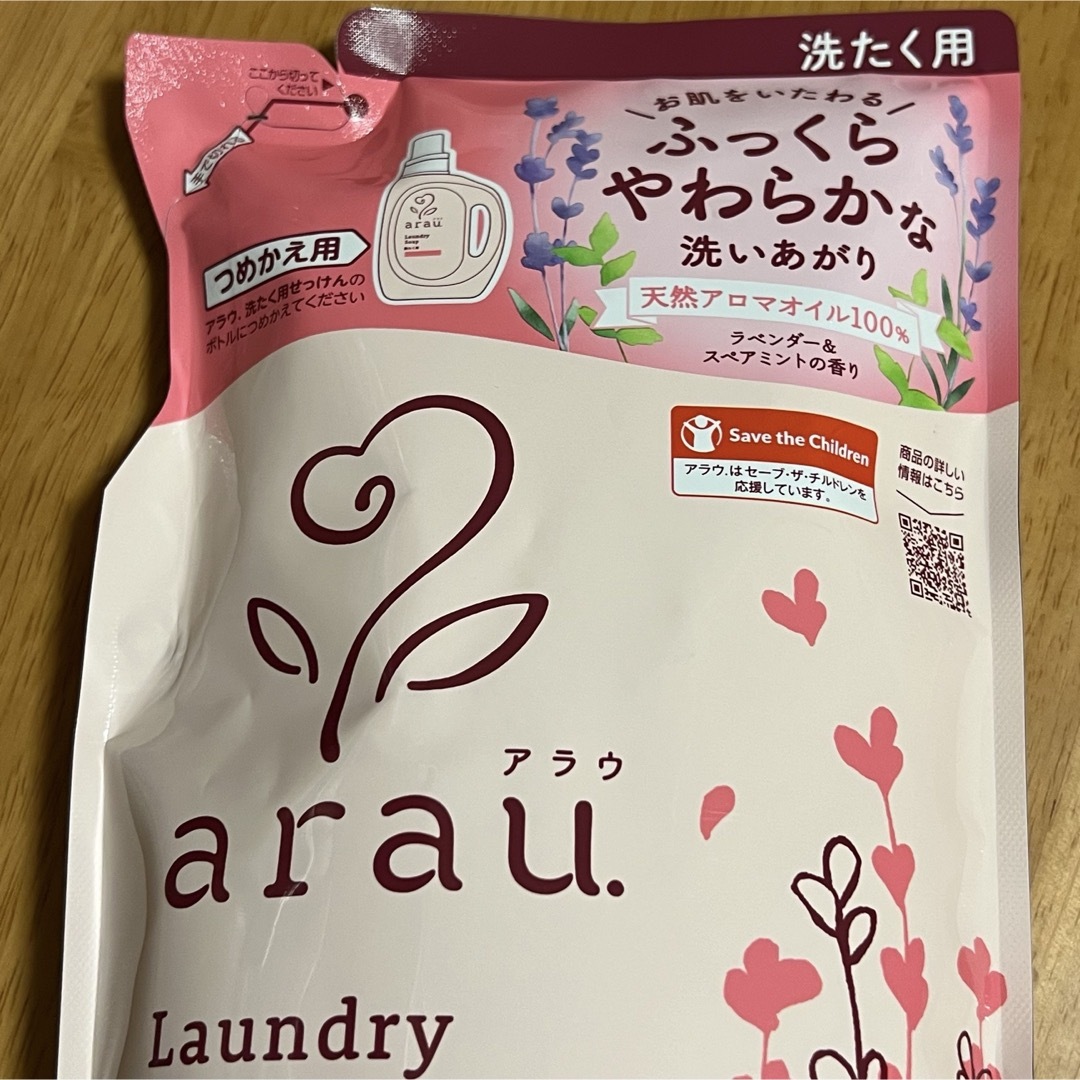 洗たく用
お肌をいたわる
ふっくら
やわらかな
洗いあがり
天然アロマオイル100%
ラベンダー&
スペアミントの香り
ここから切って
ください
つめかえ用
アラウ.洗たく用せっけんの
ボトルにつめかえてください
arau.
Laundry
Soap
Save the Children
アラウ.はセーブ・ザ・チルドレンを
応援しています。
商品の詳しい
情報はこちら
アラウ
arau.
Laundry